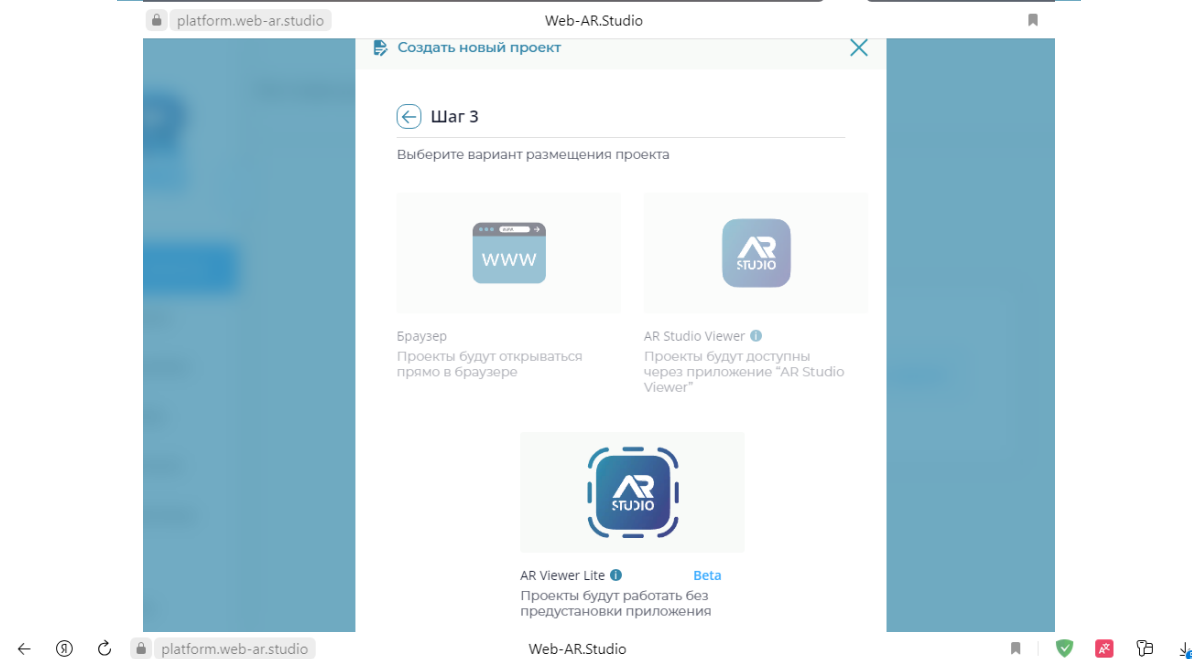 platform.web-ar.studio
Web-AR.Studio
Создать новый проект
Шаг 3
Выберите вариант размещения проекта
www
AR
STUDIO
Браузер
Проекты будут открываться
прямо в браузере
AR Studio Viewer
Проекты будут доступны
через приложение “AR Studio
Viewer”
AR
STUDIO
AR Viewer Lite
Beta
Проекты будут работать без
предустановки приложения
Я
platform.web-ar.studio
Web-AR.Studio